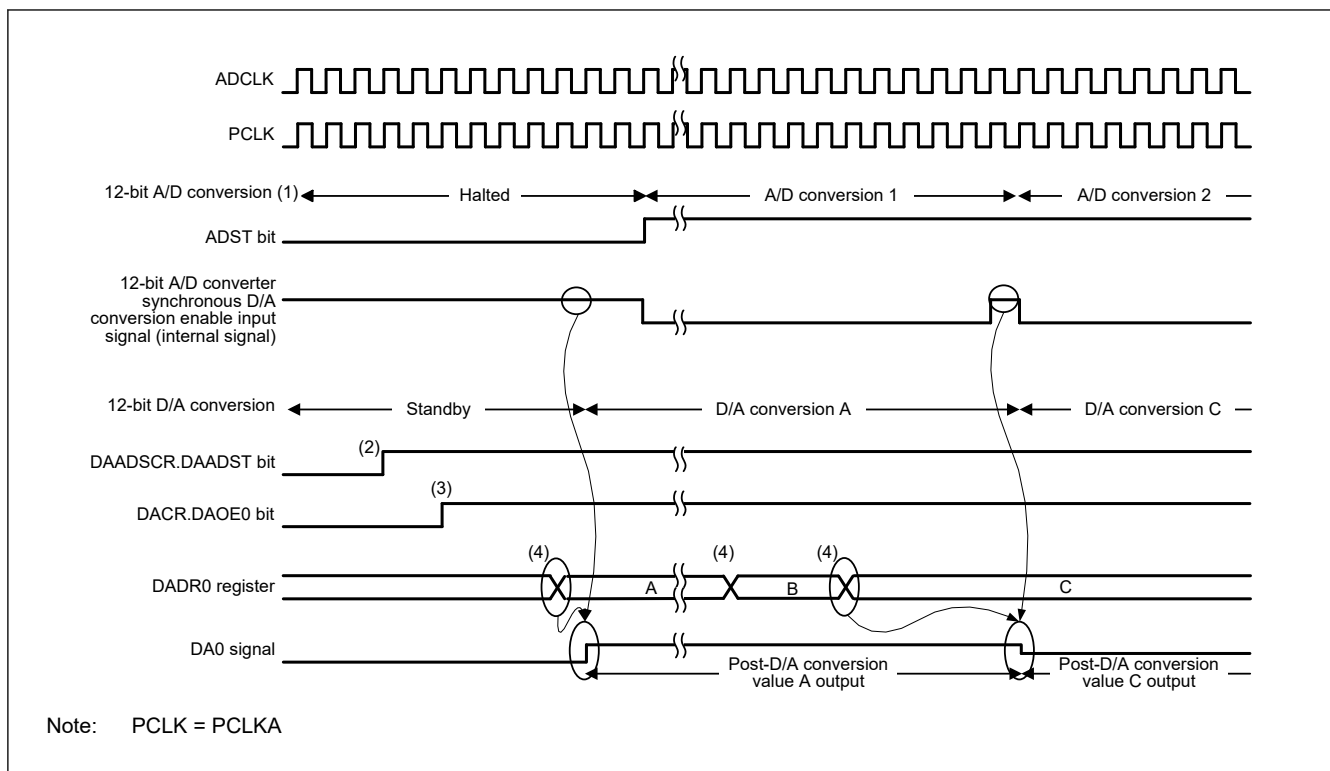 ADCLK
PCLK
12-bit A/D conversion (1)
Halted
A/D conversion 1
A/D conversion 2
ADST bit
12-bit A/D converter
synchronous D/A
conversion enable input
signal (internal signal)
12-bit D/A conversion
Standby
D/A conversion A
D/A conversion C
DAADSCR.DAADST bit
(2)
DACR.DAOE0 bit
(3)
(4)
(4)
(4)
DADR0 register
A
B
C
DA0 signal
Post-D/A conversion
value A output
Post-D/A conversion
value C output
Note: PCLK = PCLKA